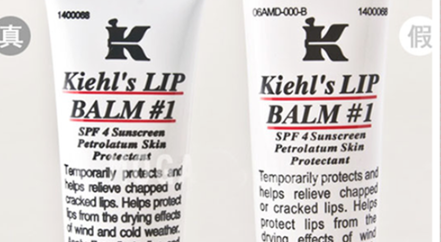 1400088
真
Kiehl's LIP
BALM #1
SPF 4 Sunscreen
Petrolatum Skin
Protectant
Temporarily protects and
helps relieve chapped or
cracked lips. Helps protect
lips from the drying effects
of wind and cold weather.
06AMD-000-B 1400088
假
Kiehl's LIP
BALM #1
SPF 4 Sunscreen
Petrolatum Skin
Protectant
Temporarily protects and
helps relieve chapped
or cracked lips. Helps
protect lips from the
drying effects of wind